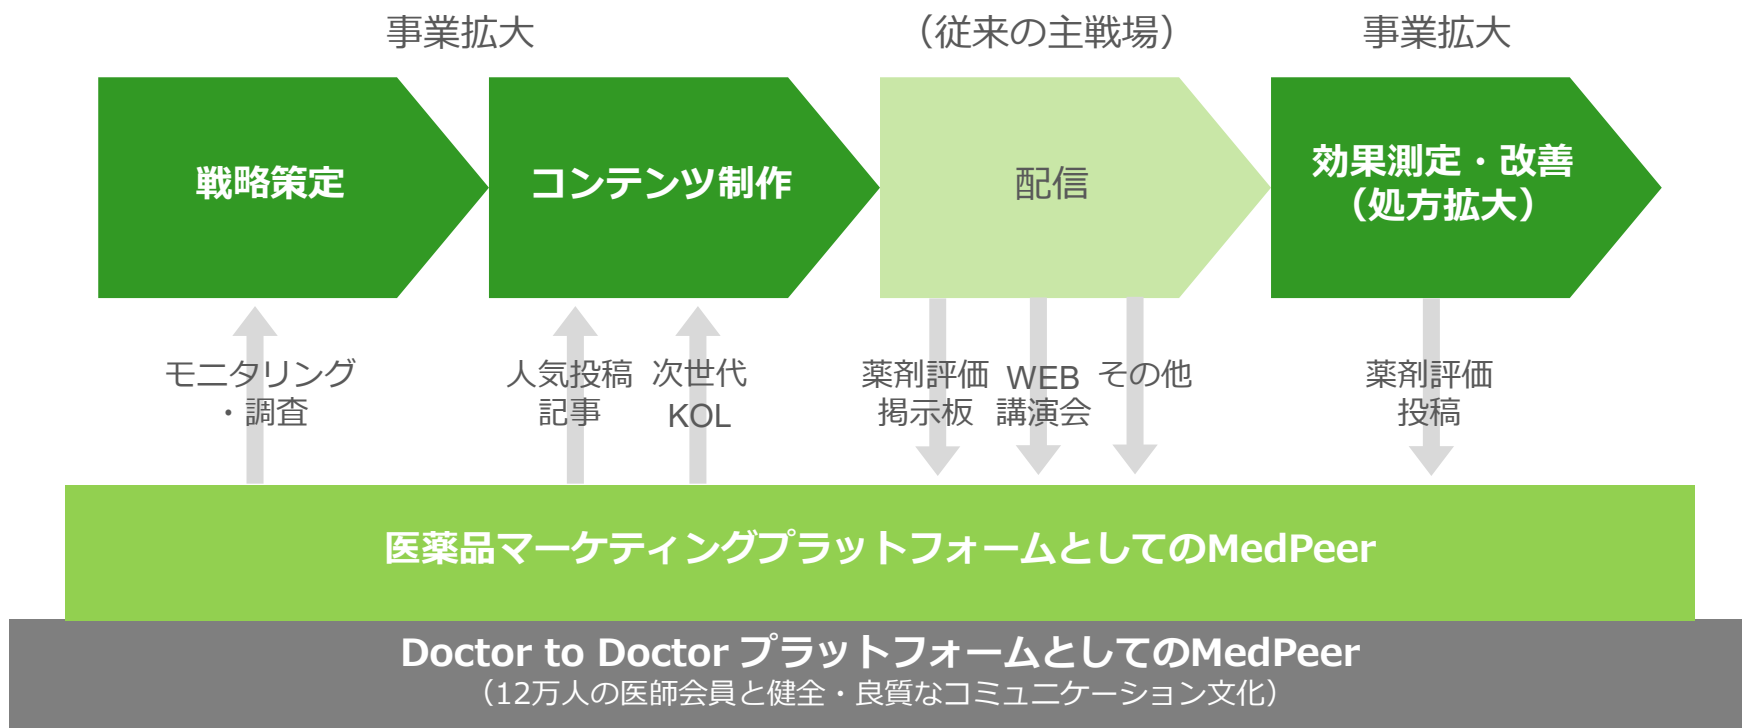 事業拡大
（従来の主戦場）
事業拡大
戦略策定
コンテンツ制作
配信
効果測定・改善
（処方拡大）
モニタリング
・調査
人気投稿
記事
次世代
KOL
薬剤評価
掲示板
WEB
講演会
その他
薬剤評価
投稿
医薬品マーケティングプラットフォームとしてのMedPeer
Doctor to Doctor プラットフォームとしてのMedPeer
（12万人の医師会員と健全・良質なコミュニケーション文化）